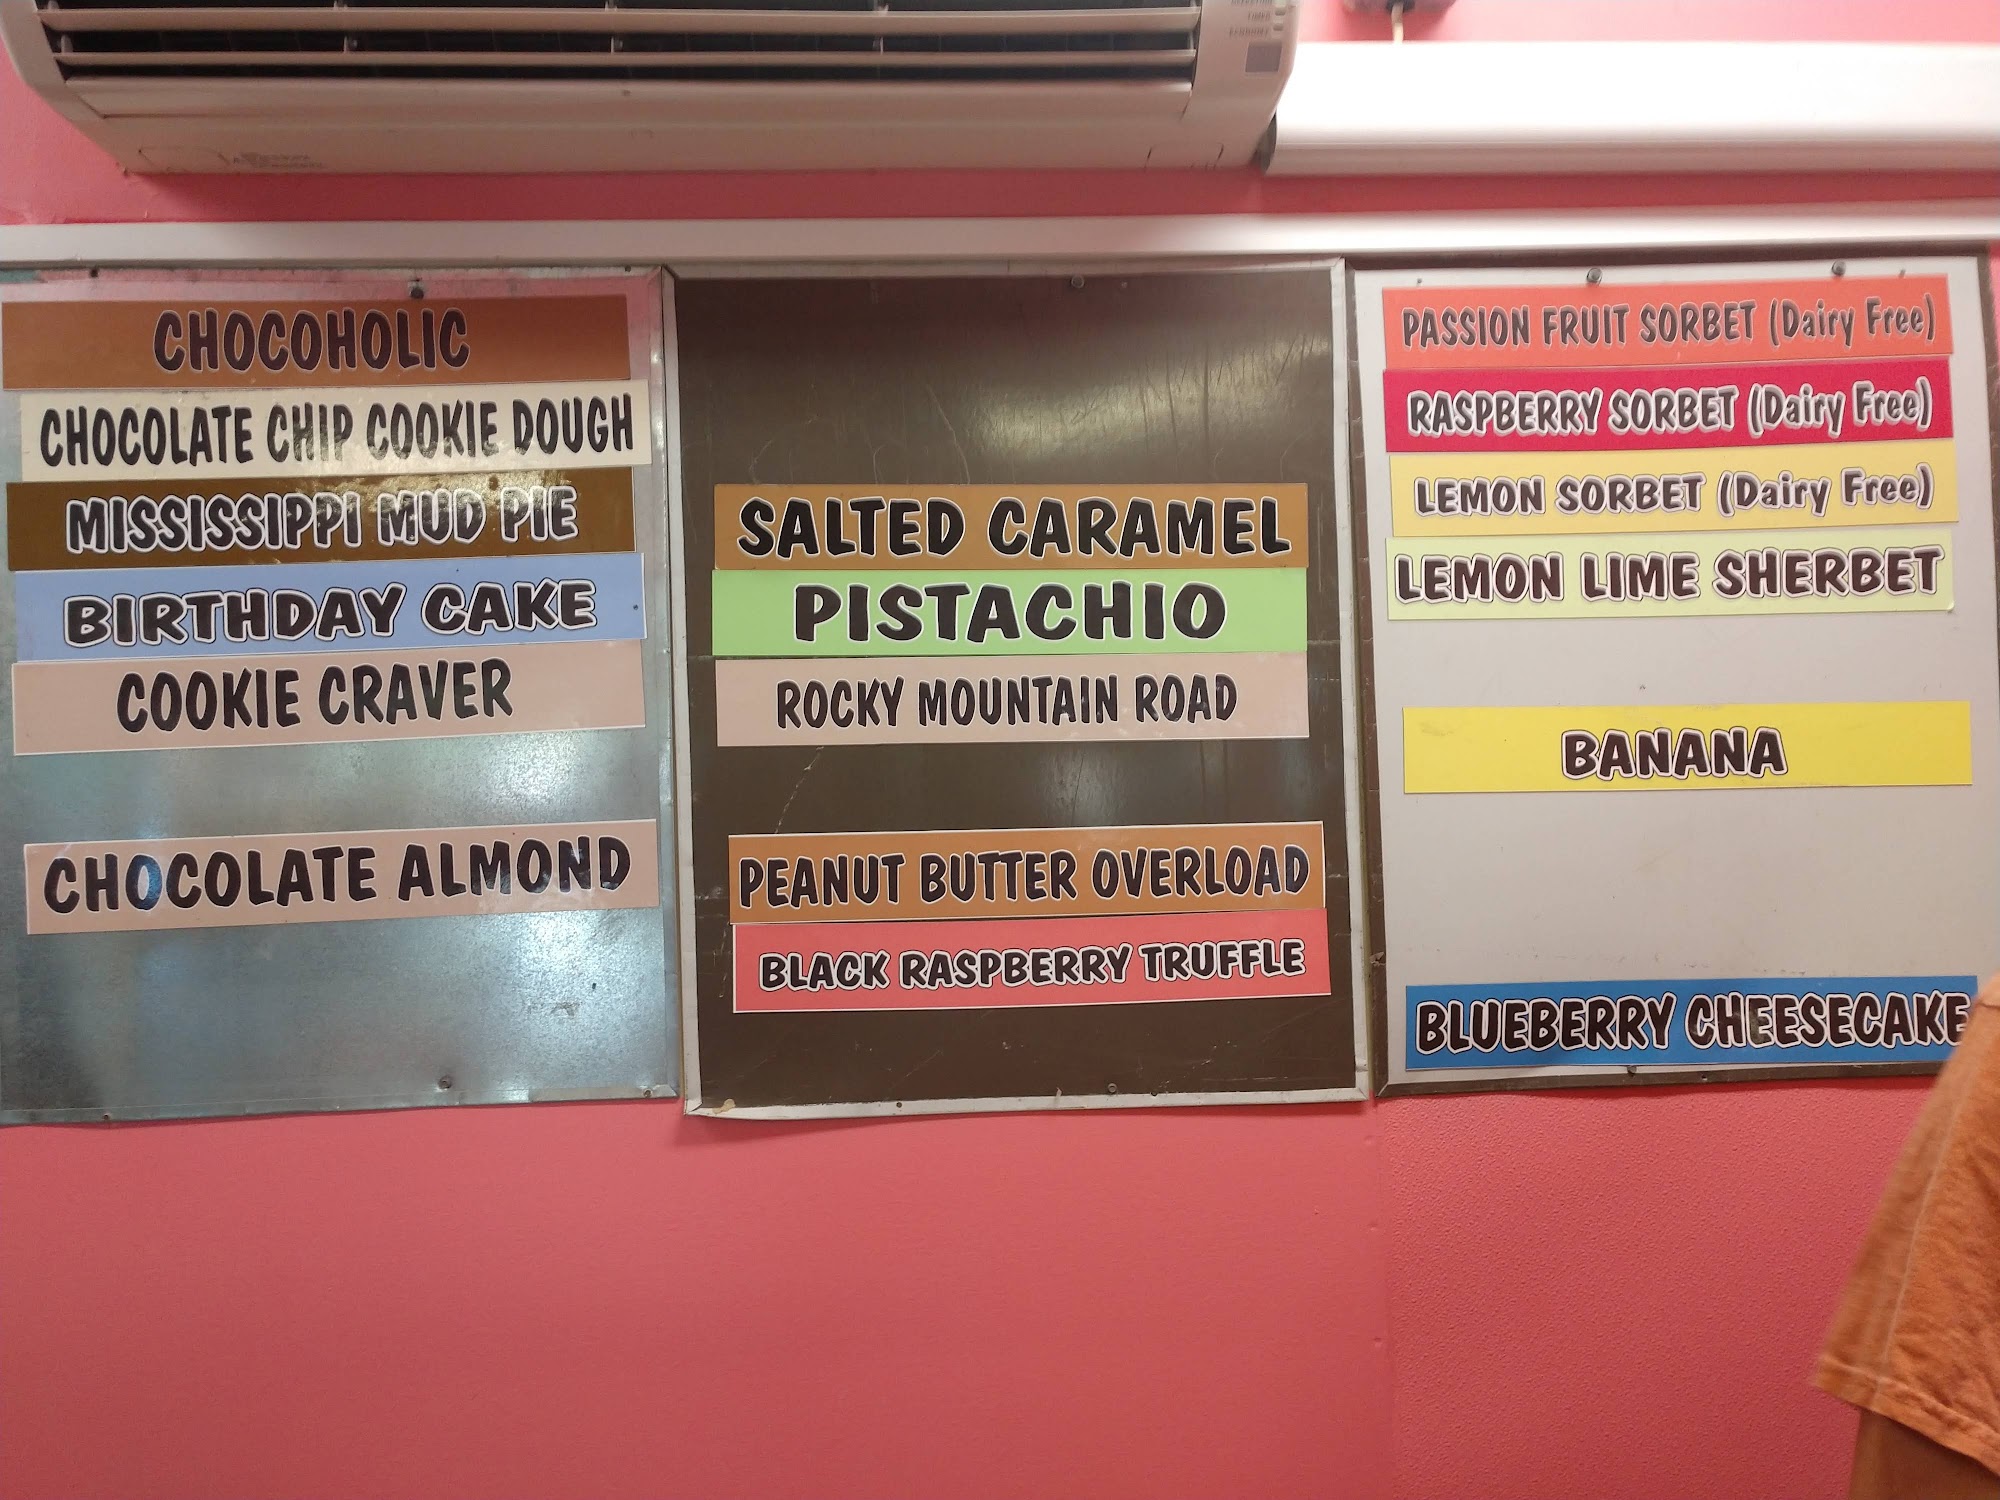 CHOCOHOLIC
CHOCOLATE CHIP COOKIE DOUGH
MISSISSIPPI MUD PIE
BIRTHDAY CAKE
COOKIE CRAVER
CHOCOLATE ALMOND
SALTED CARAMEL
PISTACHIO
ROCKY MOUNTAIN ROAD
PEANUT BUTTER OVERLOAD
BLACK RASPBERRY TRUFFLE
PASSION FRUIT SORBET (Dairy Free)
RASPBERRY SORBET (Dairy Free)
LEMON SORBET (Dairy Free)
LEMON LIME SHERBET
BANANA
BLUEBERRY CHEESECAKE